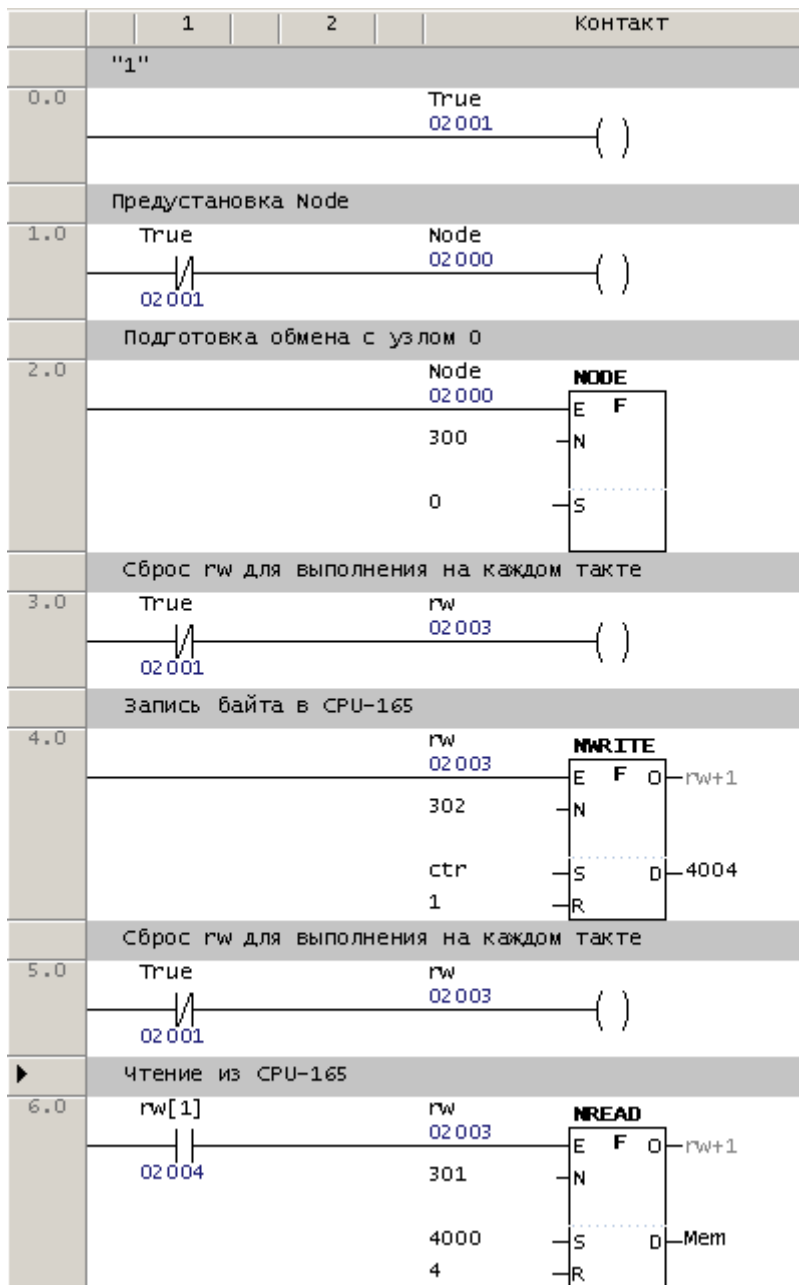 1 2 Контакт
"1"
0.0 True
02001
Предустановка Node
1.0 True Node
02000
02001
Подготовка обмена с узлом 0
2.0 Node NODE
02000
E F
300 N
0 S
Сброс rw для выполнения на каждом такте
3.0 True rw
02003
02001
Запись байта в CPU-165
4.0 rw NWRITE
02003
E F O rw+1
302 N
ctr S D 4004
1 R
Сброс rw для выполнения на каждом такте
5.0 True rw
02003
02001
Чтение из CPU-165
6.0 rw[1] rw NREAD
02003
E F O rw+1
02004 301 N
4000 S D Mem
4 R